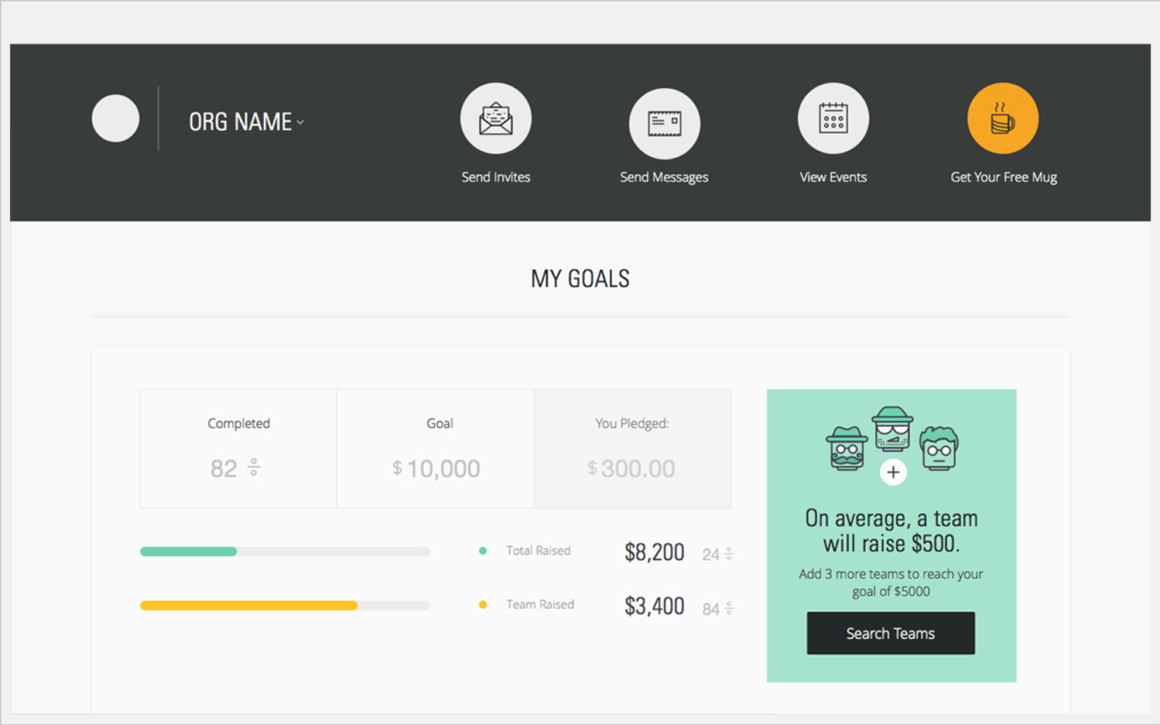 ORG NAME
Send Invites
Send Messages
View Events
Get Your Free Mug
MY GOALS
Completed
82 ÷
Goal
$ 10,000
You Pledged:
$ 300.00
Total Raised
$8,200
24 ÷
Team Raised
$3,400
84 ÷
On average, a team
will raise $500.
Add 3 more teams to reach your
goal of $5000
Search Teams